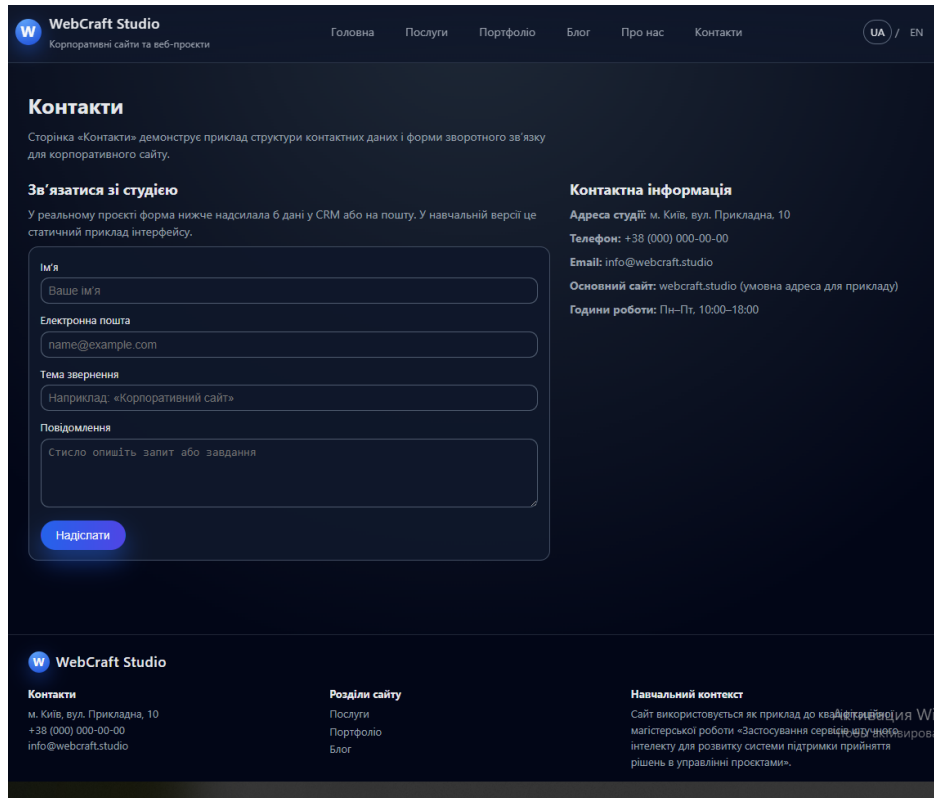 W
WebCraft Studio
Корпоративні сайти та веб-проєкти
Головна
Послуги
Портфоліо
Блог
Про нас
Контакти
UA / EN
Контакти
Сторінка «Контакти» демонструє приклад структури контактних даних і форми зворотного зв’язку
для корпоративного сайту.
Зв’язатися зі студією
У реальному проєкті форма нижче надсилала б дані у CRM або на пошту. У навчальній версії це
статичний приклад інтерфейсу.
Ім’я
Ваше ім’я
Електронна пошта
name@example.com
Тема звернення
Наприклад: «Корпоративний сайт»
Повідомлення
Стисло опишіть запит або завдання
Надіслати
Контактна інформація
Адреса студії: м. Київ, вул. Прикладна, 10
Телефон: +38 (000) 000-00-00
Email: info@webcraft.studio
Основний сайт: webcraft.studio (умовна адреса для прикладу)
Години роботи: Пн–Пт, 10:00–18:00
W WebCraft Studio
Контакти
м. Київ, вул. Прикладна, 10
+38 (000) 000-00-00
info@webcraft.studio
Розділи сайту
Послуги
Портфоліо
Блог
Навчальний контекст
Сайт використовується як приклад до кваліфікаційної
магістерської роботи «Застосування сервісів штучного
інтелекту для розвитку системи підтримки прийняття
рішень в управлінні проєктами».
Активация Wi